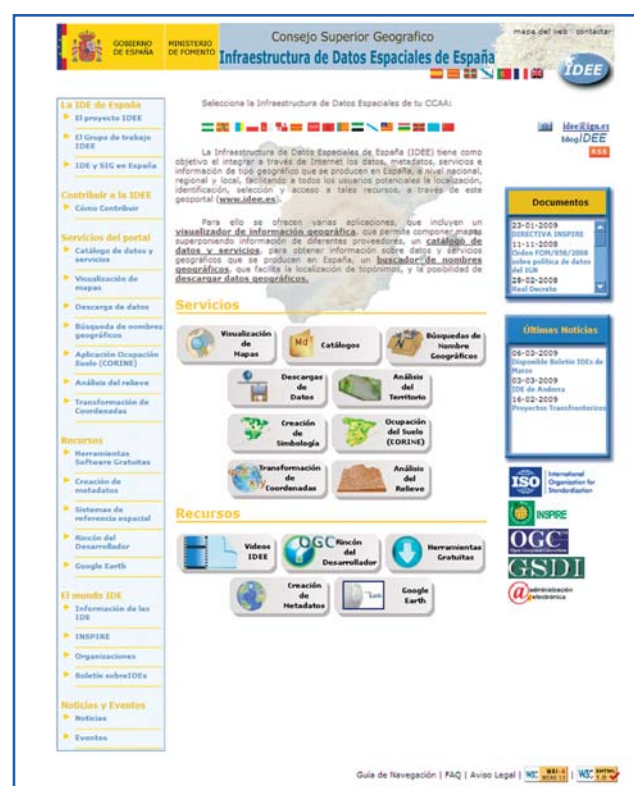 GOBIERNO
DE ESPAÑA
MINISTERIO
DE FOMENTO
Consejo Superior Geografico
Infraestructura de Datos Espaciales de España
mapa del web contactar
IDEE
La IDE de España
El proyecto IDEE
El Grupo de trabajo
IDEE
IDE y SIG en España
Contribuir a la IDEE
Cómo Contribuir
Servicios del portal
Catálogo de datos y
servicios
Visualización de
mapas
Descarga de datos
Búsqueda de nombres
geográficos
Aplicación Ocupación
Suelo (CORINE)
Análisis del relieve
Transformación de
Coordenadas
Recursos
Herramientas
Software Gratuitas
Creación de
metadatos
Sistemas de
referencia espacial
Rincón del
Desarrollador
Google Earth
El mundo IDE
Información de las
IDE
INSPIRE
Organizaciones
Boletín sobreIDEs
Noticias y Eventos
Noticias
Eventos
Selecciona la Infraestructura de Datos Espaciales de tu CCAA:
La Infraestructura de Datos Espaciales de España (IDEE) tiene como
objetivo el integrar a través de Internet los datos, metadatos, servicios e
información de tipo geográfico que se producen en España, a nivel nacional,
regional y local, facilitando a todos los usuarios potenciales la localización,
identificación, selección y acceso a tales recursos, a través de este
geoportal (www.idee.es).
Para ello se ofrecen varias aplicaciones, que incluyen un
visualizador de información geográfica, que permite componer mapas
superponiendo información de diferentes proveedores, un catálogo de
datos y servicios, para obtener información sobre datos y servicios
geográficos que se producen en España, un buscador de nombres
geográficos, que facilita la localización de topónimos, y la posibilidad de
descargar datos geográficos.
Servicios
Visualización
de
Mapas
Md
Catálogos
Búsquedas de
Nombre
Geográficos
Descargas
de
Datos
Análisis
del
Territorio
Creación
de
Simbología
Ocupación
del Suelo
(CORINE)
Transformación
de
Coordenadas
Análisis
del
Relieve
Recursos
Videos
IDEE
OGC
Rincón
del
Desarrollador
Herramientas
Gratuitas
Creación
de
Metadatos
Google
Earth
idee@ign.es
blogIDEE
RSS
Documentos
23-01-2009
DIRECTIVA INSPIRE
11-11-2008
Orden FOM/956/2008
sobre política de datos
del IGN
28-02-2008
Real Decreto
Últimas Noticias
06-03-2009
Disponible Boletín IDEs de
Marzo
03-03-2009
IDE de Andorra
16-02-2009
Proyectos Transfronterizos
ISO
International
Organization for
Standardization
INSPIRE
OGC
GSDI
administración
electrónica
Guía de Navegación | FAQ | Aviso Legal | W3C WAI-A WCAG 1.0 | W3C XHTML 1.0